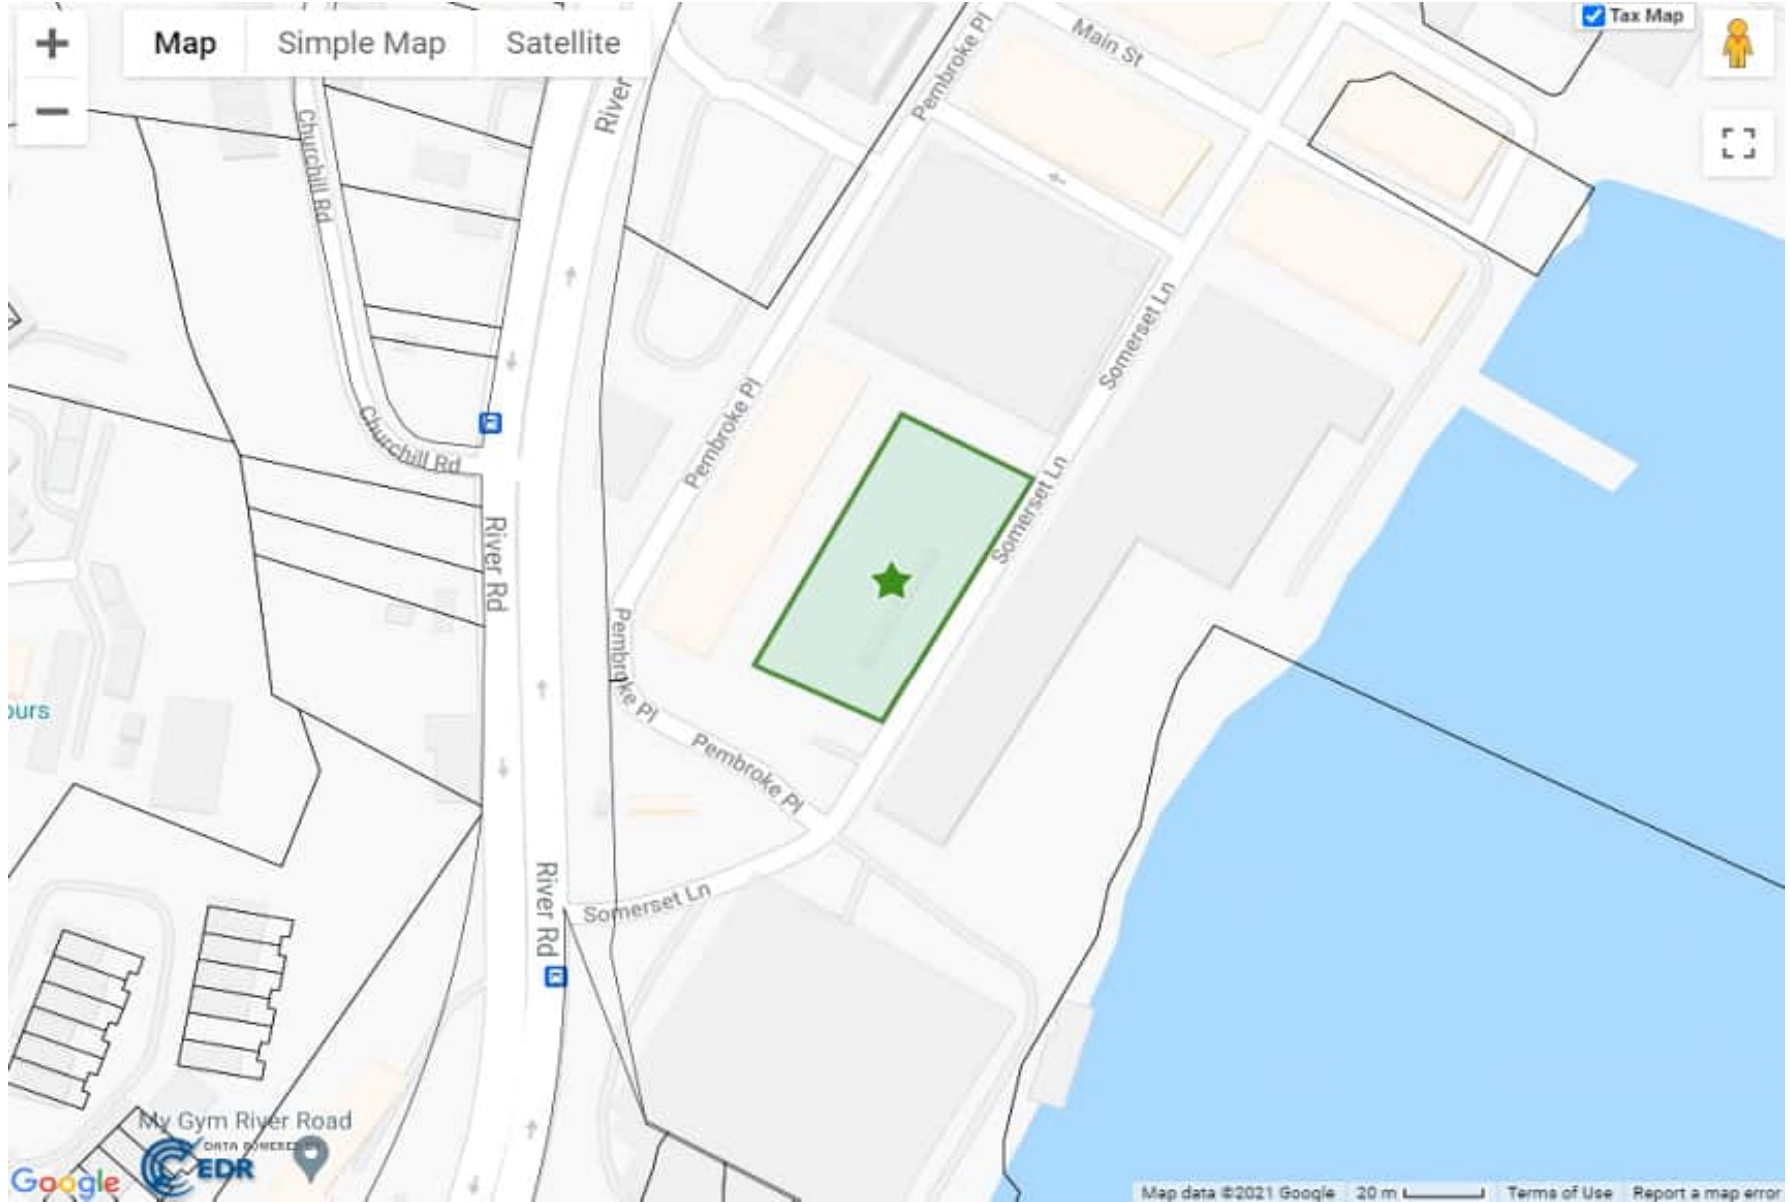 Map
Simple Map
Satellite
Tax Map
River
Pembroke Pl
Main St
Churchill Rd
Somerset Ln
Pembroke Pl
Churchill Rd
Somerset Ln
River Rd
Pembroke Pl
Pembroke Pl
ours
River Rd
Somerset Ln
My Gym River Road
DATA POWERED
EDR
Google
Map data ©2021 Google
20 m
Terms of Use
Report a map error